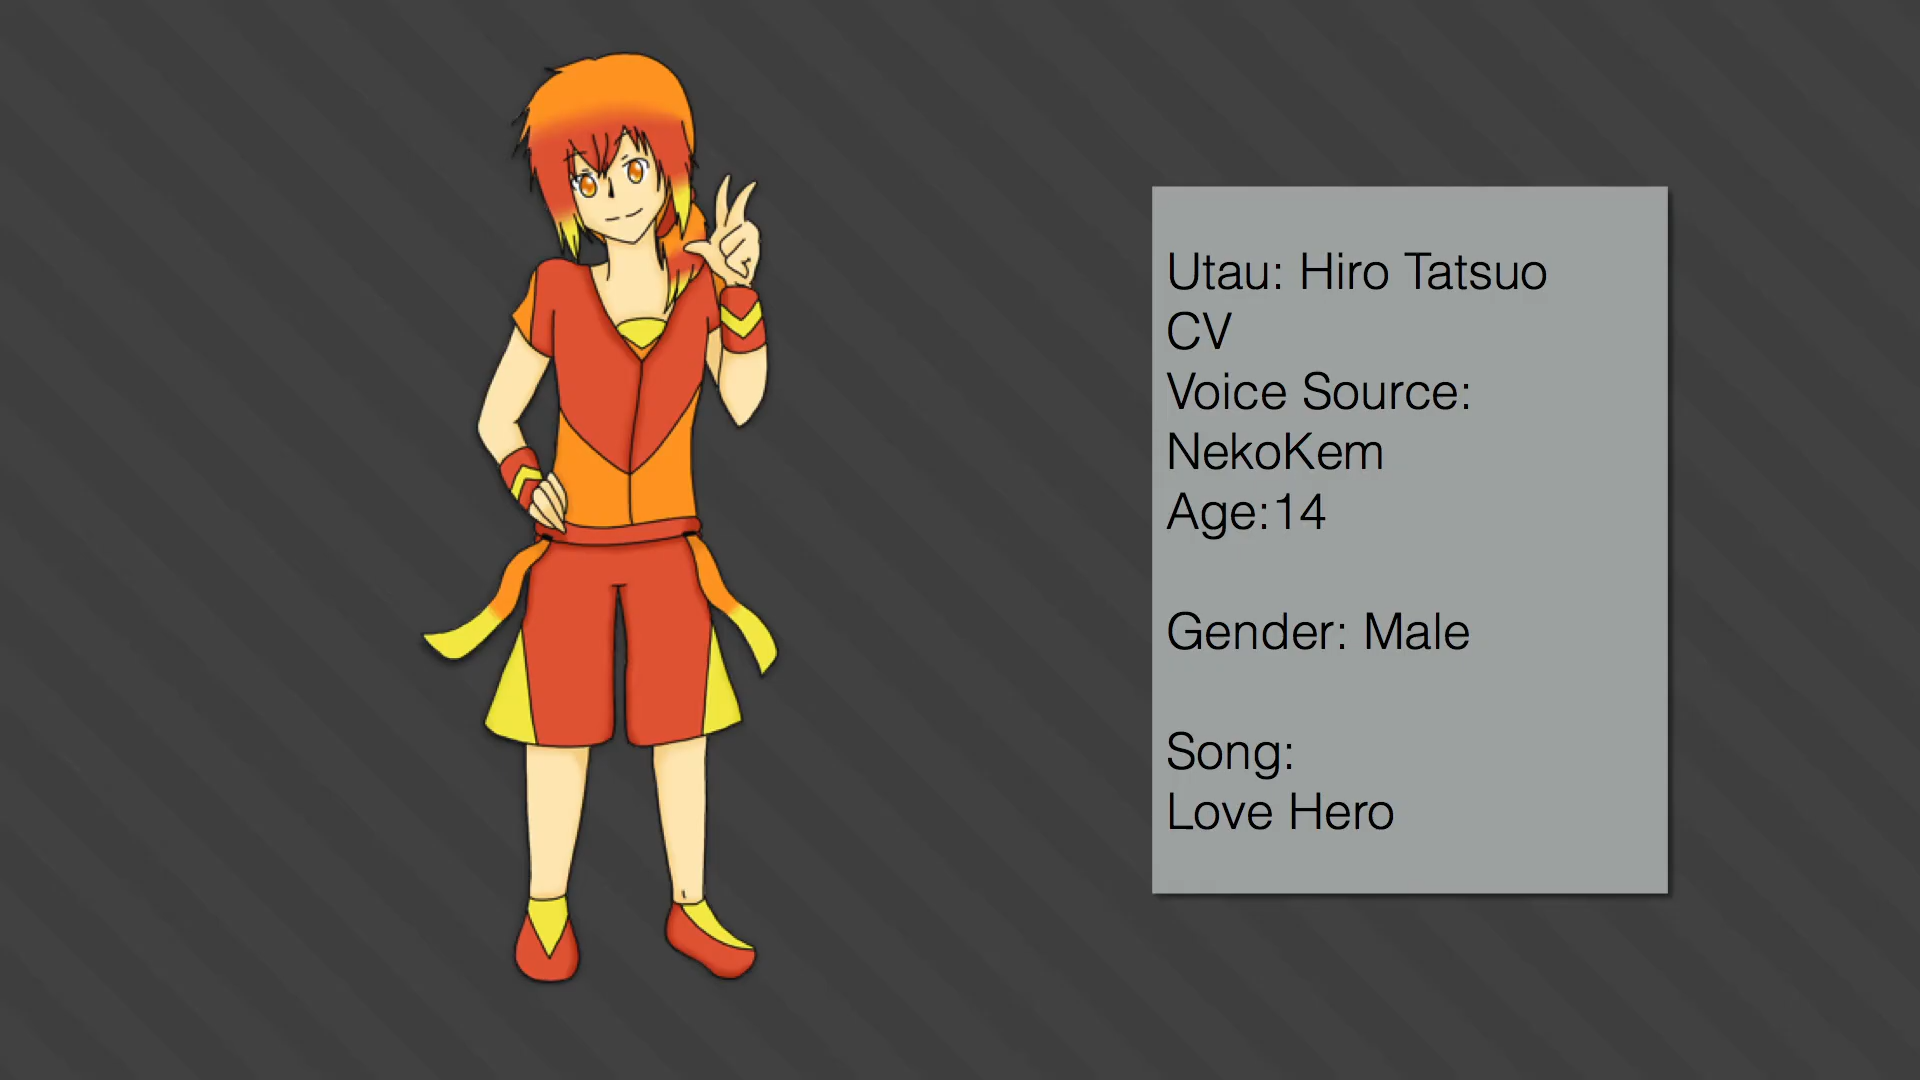 Utau: Hiro Tatsuo
CV
Voice Source:
NekoKem
Age:14
Gender: Male
Song:
Love Hero